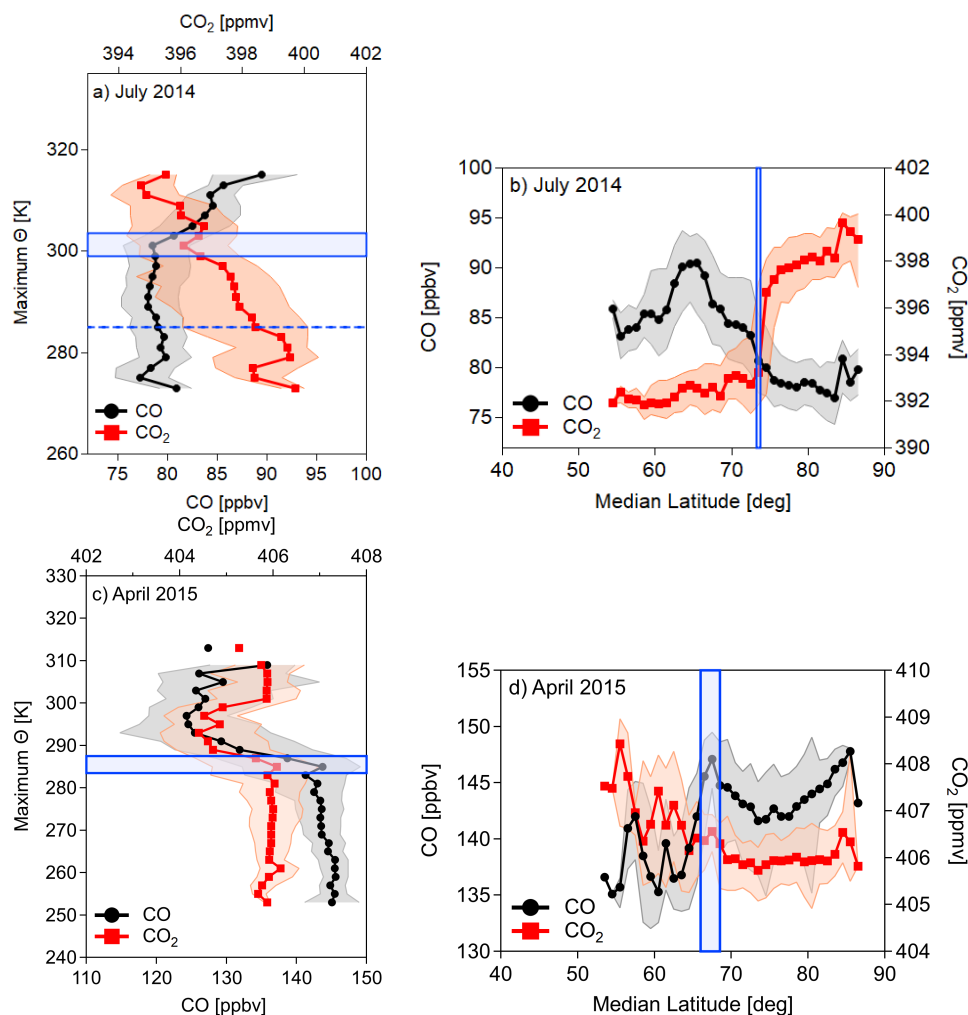 CO2 [ppmv]
394 396 398 400 402
a) July 2014
Maximum Θ [K]
320
300
280
260
CO
CO2
75 80 85 90 95 100
CO [ppbv]
b) July 2014
CO [ppbv]
100
95
90
85
80
75
402
400
398
396
394
392
390
CO2 [ppmv]
CO
CO2
40 50 60 70 80 90
Median Latitude [deg]
CO2 [ppmv]
402 404 406 408
c) April 2015
Maximum Θ [K]
330
320
310
300
290
280
270
260
250
240
CO
CO2
110 120 130 140 150
CO [ppbv]
d) April 2015
CO [ppbv]
155
150
145
140
135
130
410
409
408
407
406
405
404
CO2 [ppmv]
CO
CO2
40 50 60 70 80 90
Median Latitude [deg]